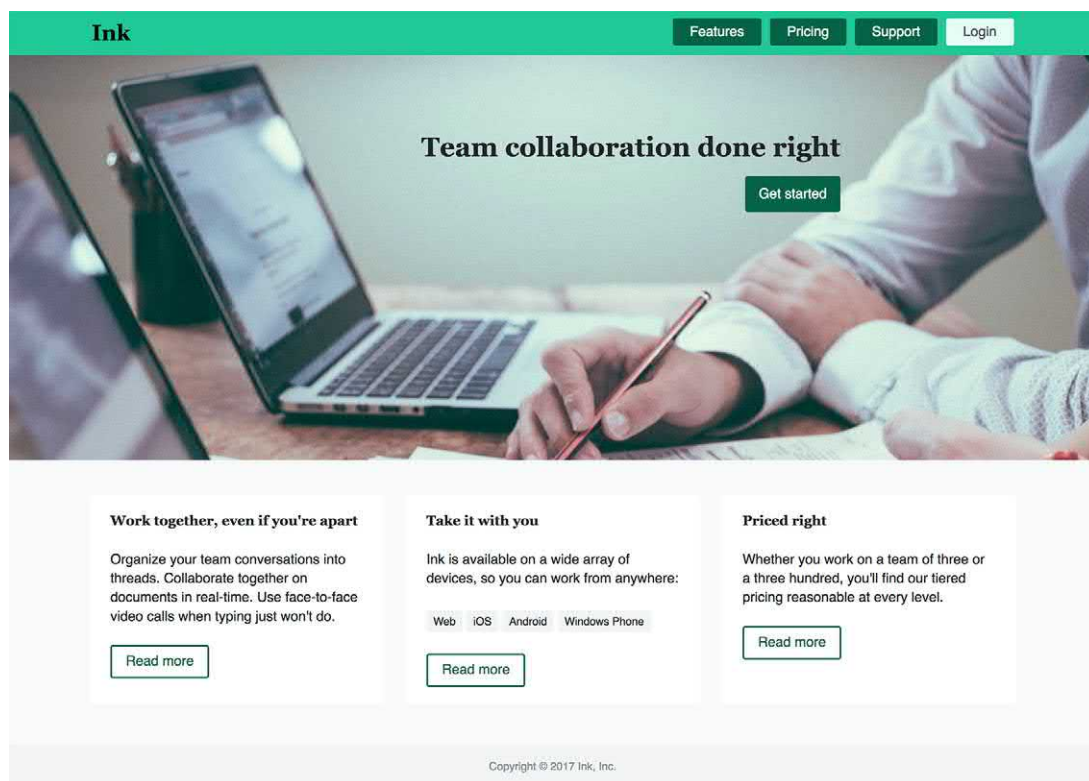 Ink
Features Pricing Support Login
Team collaboration done right
Get started
Work together, even if you're apart
Organize your team conversations into
threads. Collaborate together on
documents in real-time. Use face-to-face
video calls when typing just won't do.
Read more
Take it with you
Ink is available on a wide array of
devices, so you can work from anywhere:
Web iOS Android Windows Phone
Read more
Priced right
Whether you work on a team of three or
a three hundred, you'll find our tiered
pricing reasonable at every level.
Read more
Copyright © 2017 Ink, Inc.